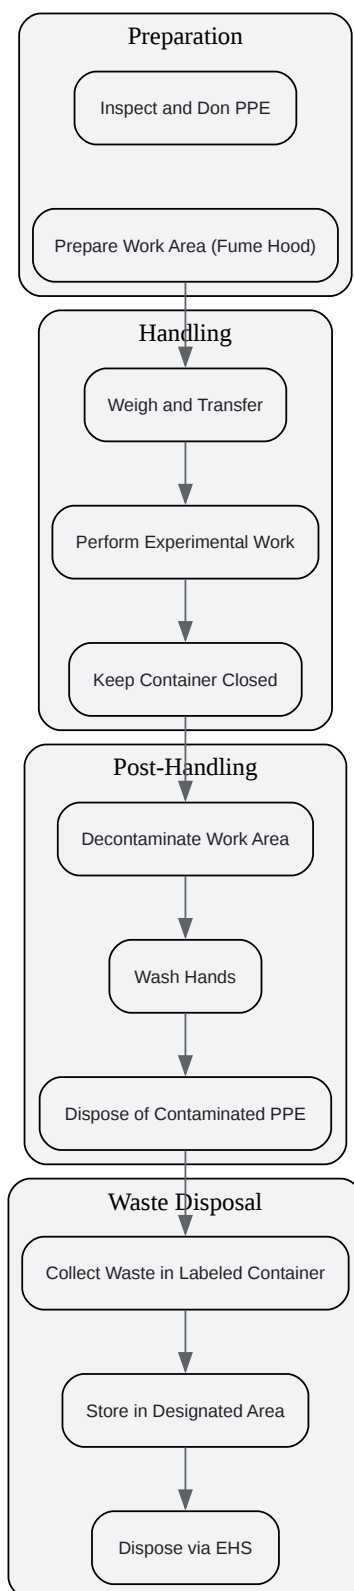 Preparation
Inspect and Don PPE
Prepare Work Area (Fume Hood)
Handling
Weigh and Transfer
Perform Experimental Work
Keep Container Closed
Post-Handling
Decontaminate Work Area
Wash Hands
Dispose of Contaminated PPE
Waste Disposal
Collect Waste in Labeled Container
Store in Designated Area
Dispose via EHS